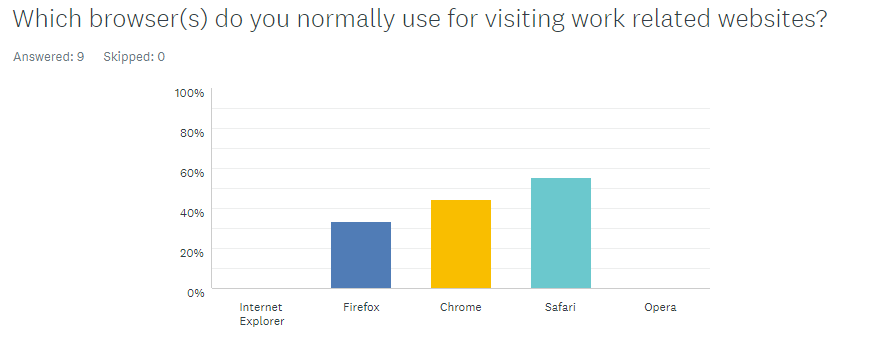 Which browser(s) do you normally use for visiting work related websites?
Answered: 9 Skipped: 0
100%
80%
60%
40%
20%
0%
Internet Explorer
Firefox
Chrome
Safari
Opera